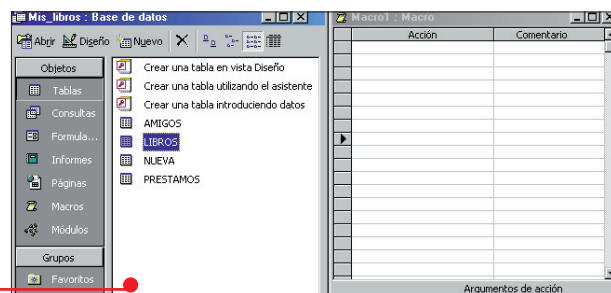 Mis_libros : Base de datos
Abrir Diseño Nuevo
Objetos
Tablas
Consultas
Formula...
Informes
Páginas
Macros
Módulos
Grupos
Favoritos
Crear una tabla en vista Diseño
Crear una tabla utilizando el asistente
Crear una tabla introduciendo datos
AMIGOS
LIBROS
NUEVA
PRESTAMOS
Macro1 : Macro
Acción Comentario
Argumentos de acción